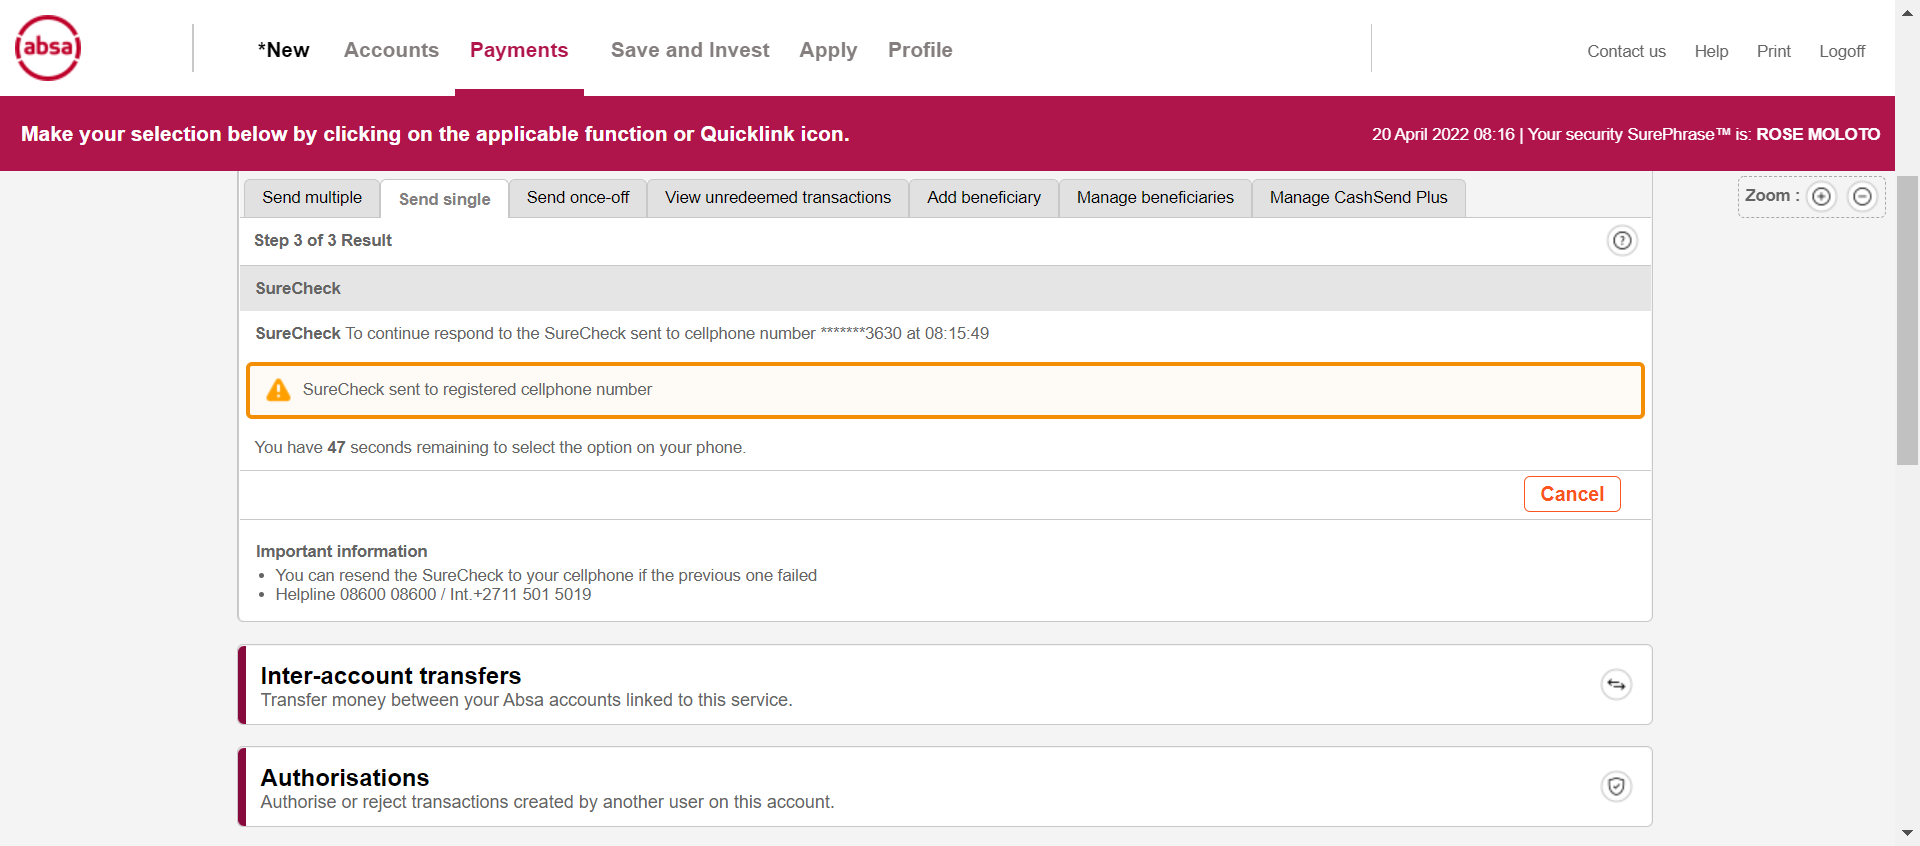 absa
*New
Accounts
Payments
Save and Invest
Apply
Profile
Contact us
Help
Print
Logoff
Make your selection below by clicking on the applicable function or Quicklink icon.
20 April 2022 08:16 | Your security SurePhrase™ is: ROSE MOLOTO
Send multiple
Send single
Send once-off
View unredeemed transactions
Add beneficiary
Manage beneficiaries
Manage CashSend Plus
Zoom :
Step 3 of 3 Result
SureCheck
SureCheck To continue respond to the SureCheck sent to cellphone number *******3630 at 08:15:49
SureCheck sent to registered cellphone number
You have 47 seconds remaining to select the option on your phone.
Cancel
Important information
• You can resend the SureCheck to your cellphone if the previous one failed
• Helpline 08600 08600 / Int.+2711 501 5019
Inter-account transfers
Transfer money between your Absa accounts linked to this service.
Authorisations
Authorise or reject transactions created by another user on this account.